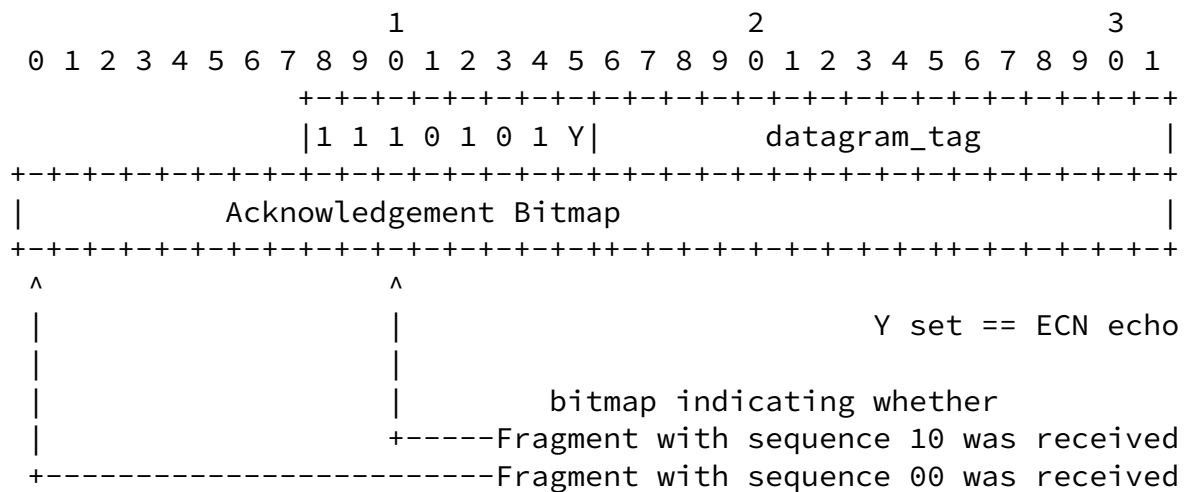 1                   2                   3
 0 1 2 3 4 5 6 7 8 9 0 1 2 3 4 5 6 7 8 9 0 1 2 3 4 5 6 7 8 9 0 1
                +-+-+-+-+-+-+-+-+-+-+-+-+-+-+-+-+-+-+-+-+-+-+-+-+
                |1 1 1 0 1 0 1 Y|         datagram_tag          |
+-+-+-+-+-+-+-+-+-+-+-+-+-+-+-+-+-+-+-+-+-+-+-+-+-+-+-+-+-+-+-+-+
|           Acknowledgement Bitmap                              |
+-+-+-+-+-+-+-+-+-+-+-+-+-+-+-+-++-+-+-+-+-+-+-+-++-+-+-+-+-+-+-+
 ^                   ^
 |                   |                          Y set == ECN echo
 |                   |
 |                   |        bitmap indicating whether
 |                   +-----Fragment with sequence 10 was received
 +-------------------------Fragment with sequence 00 was received